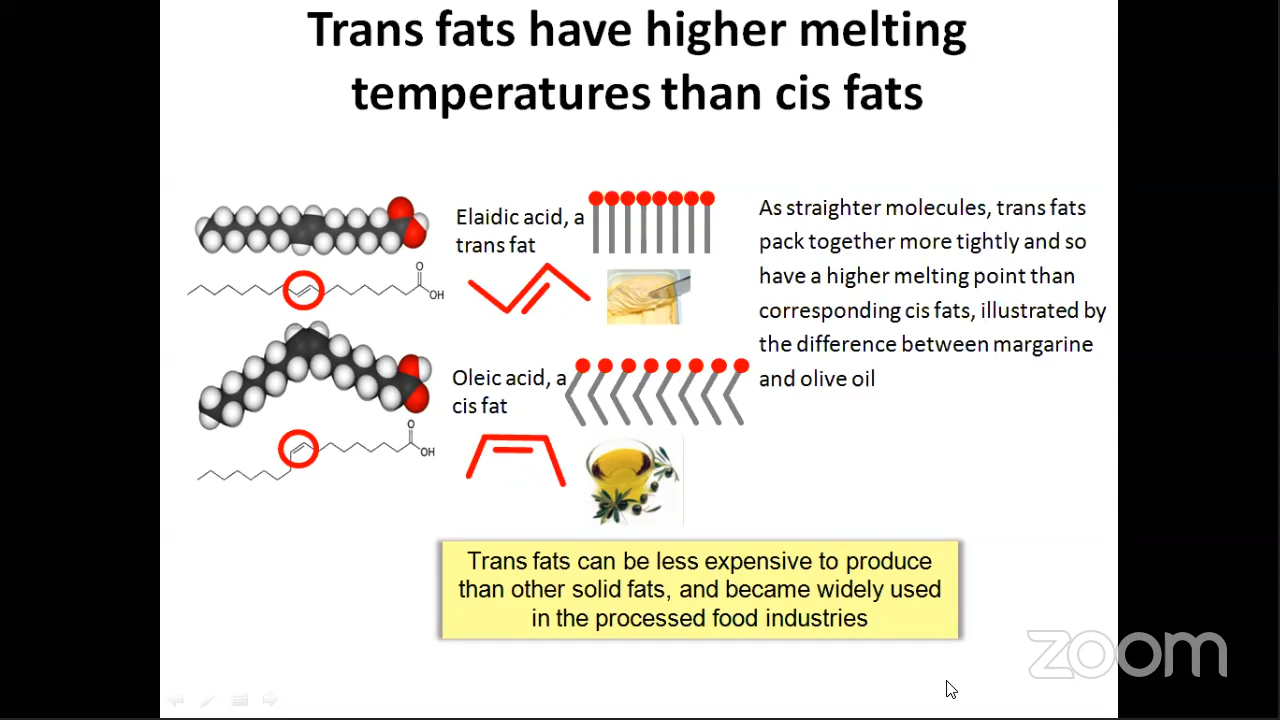 Trans fats have higher melting
temperatures than cis fats
Elaidic acid, a
trans fat
O
OH
As straighter molecules, trans fats
pack together more tightly and so
have a higher melting point than
corresponding cis fats, illustrated by
the difference between margarine
and olive oil
Oleic acid, a
cis fat
O
OH
Trans fats can be less expensive to produce
than other solid fats, and became widely used
in the processed food industries
zoom